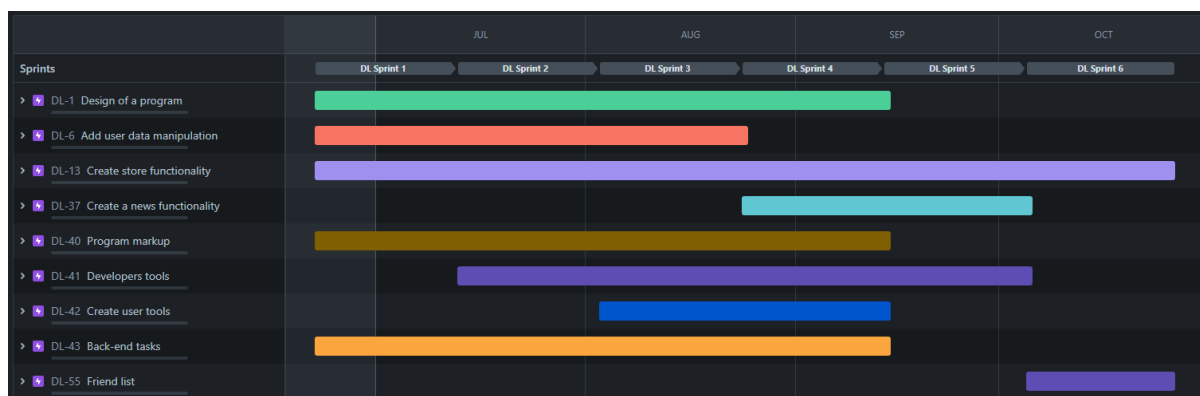 JUL AUG SEP OCT
Sprints DL Sprint 1 DL Sprint 2 DL Sprint 3 DL Sprint 4 DL Sprint 5 DL Sprint 6
DL-1 Design of a program
DL-6 Add user data manipulation
DL-13 Create store functionality
DL-37 Create a news functionality
DL-40 Program markup
DL-41 Developers tools
DL-42 Create user tools
DL-43 Back-end tasks
DL-55 Friend list